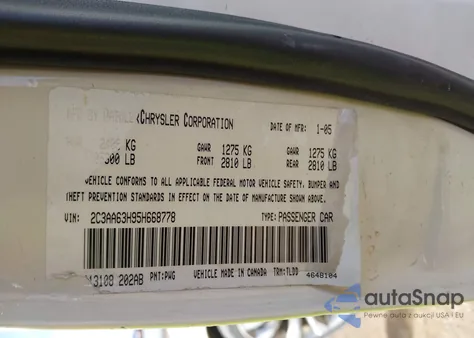 CHRYSLER CORPORATION DATE OF MFR: 1-05
KG GAWR 1275 KG GAWR 1275 KG
LB FRONT 2810 LB REAR 2810 LB
VEHICLE CONFORMS TO ALL APPLICABLE FEDERAL MOTOR VEHICLE SAFETY, BUMPER AND
THEFT PREVENTION STANDARDS IN EFFECT ON THE DATE OF MANUFACTURE SHOWN ABOVE.
VIN: 2C3AA63H95H668778 TYPE: PASSENGER CAR
202AB PNT: PWG VEHICLE MADE IN CANADA TRM: TLDD 4648104
autoSnap
Pewne auta z aukcji USA i EU